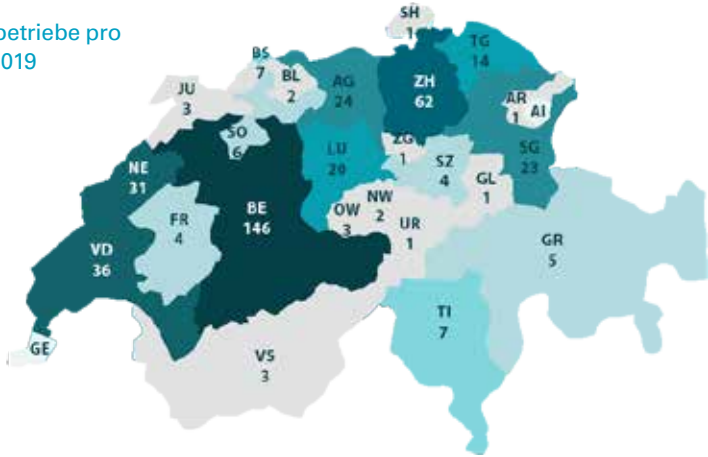 betriebe pro
019
SH
1
TG
14
BS
7
BL
2
AG
24
ZH
62
JU
3
AR
1
AI
SO
6
LU
20
ZG
1
SZ
4
SG
23
NE
31
GL
1
FR
4
BE
146
OW
3
NW
2
UR
1
GR
5
VD
36
TI
7
GE
VS
3